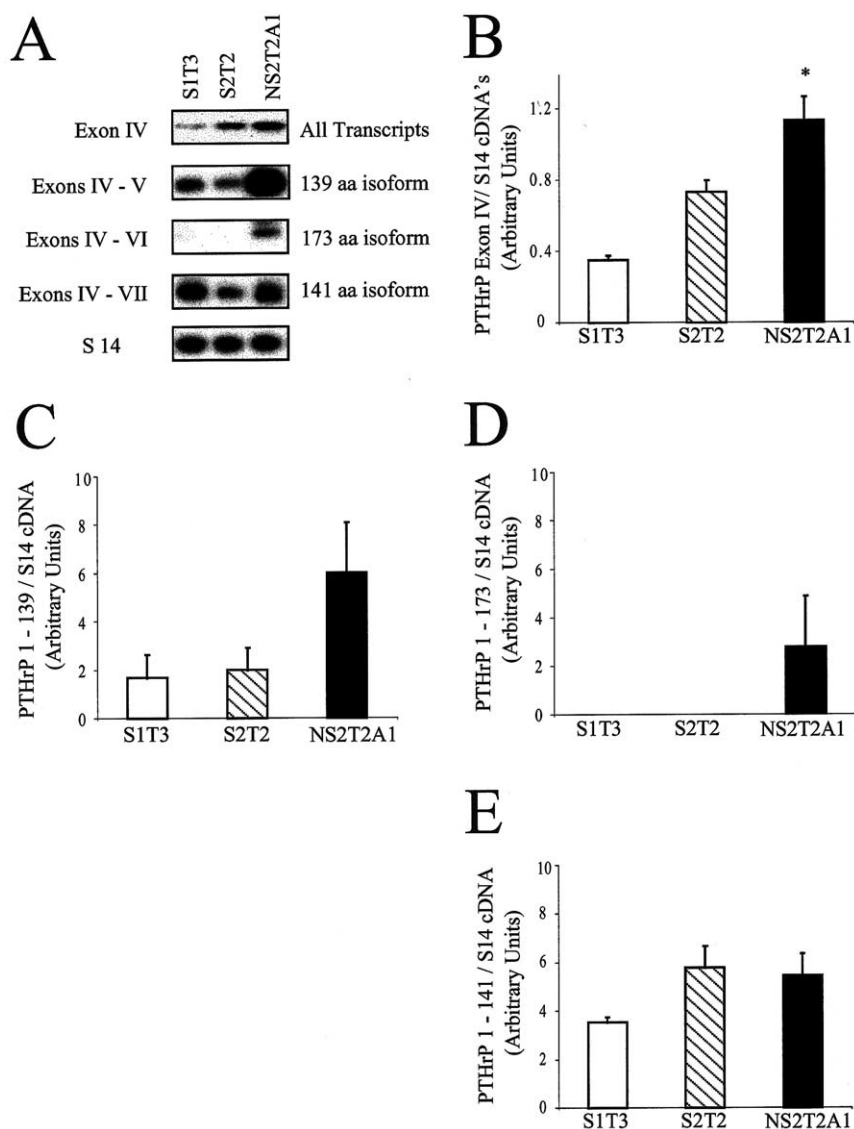 A
S1T3 S2T2 NS2T2A1
Exon IV All Transcripts
Exons IV - V 139 aa isoform
Exons IV - VI 173 aa isoform
Exons IV - VII 141 aa isoform
S 14
B
PTHrP Exon IV/ S14 cDNA's
(Arbitrary Units)
1.2
0.8
0.4
0
*
S1T3 S2T2 NS2T2A1
C
PTHrP 1 - 139 / S14 cDNA
(Arbitrary Units)
10
8
6
4
2
0
S1T3 S2T2 NS2T2A1
D
PTHrP 1 - 173 / S14 cDNA
(Arbitrary Units)
10
8
6
4
2
0
S1T3 S2T2 NS2T2A1
E
PTHrP 1 - 141 / S14 cDNA
(Arbitrary Units)
10
8
6
4
2
0
S1T3 S2T2 NS2T2A1